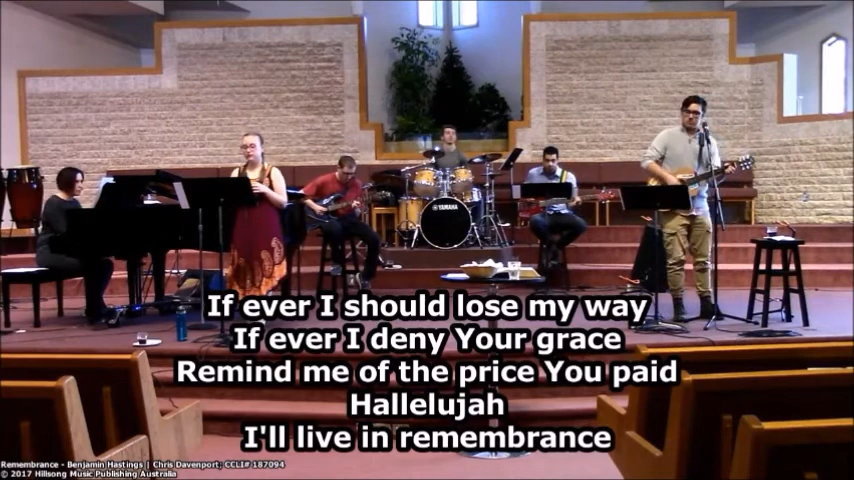 YAMAHA
If ever I should lose my way
If ever I deny Your grace
Remind me of the price You paid
Hallelujah
I'll live in remembrance
Remembrance - Benjamin Hastings | Chris Davenport; CCLI# 187094
© 2017 Hillsong Music Publishing Australia